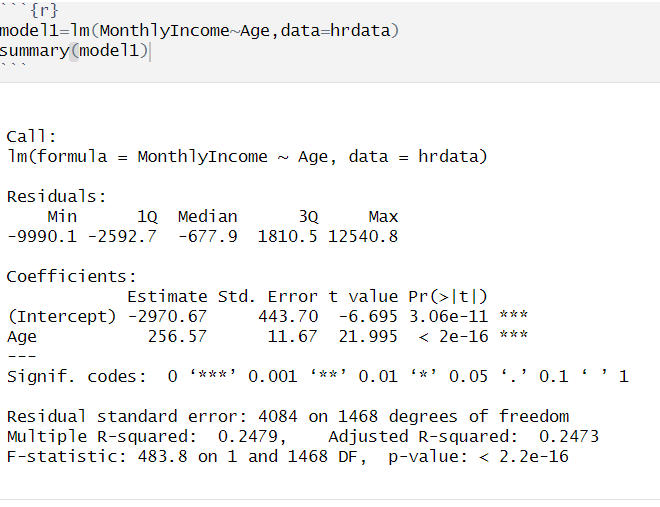 ```{r}
model1=lm(MonthlyIncome~Age,data=hrdata)
summary(model1)
```
Call:
lm(formula = MonthlyIncome ~ Age, data = hrdata)
Residuals:
    Min      1Q  Median      3Q     Max
-9990.1 -2592.7  -677.9  1810.5 12540.8
Coefficients:
            Estimate Std. Error t value Pr(>|t|)
(Intercept) -2970.67     443.70  -6.695 3.06e-11 ***
Age           256.57      11.67  21.995  < 2e-16 ***
---
Signif. codes:  0 ‘***’ 0.001 ‘**’ 0.01 ‘*’ 0.05 ‘.’ 0.1 ‘ ’ 1
Residual standard error: 4084 on 1468 degrees of freedom
Multiple R-squared:  0.2479,    Adjusted R-squared:  0.2473
F-statistic: 483.8 on 1 and 1468 DF,  p-value: < 2.2e-16